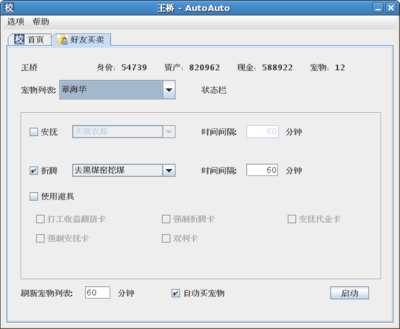 王桥 - AutoAuto
选项 帮助
校 首页 好友买卖
王桥 身价: 54739 资产: 820962 现金: 588922 宠物: 12
宠物列表: 章海华 状态栏
安抚 买新衣服 时间间隔: 60 分钟
折腾 去黑煤窑挖煤 时间间隔: 60 分钟
使用道具
打工收益翻倍卡 强制折腾卡 安抚代金卡
强制安抚卡 双利卡
刷新宠物列表: 60 分钟 自动买宠物 启动